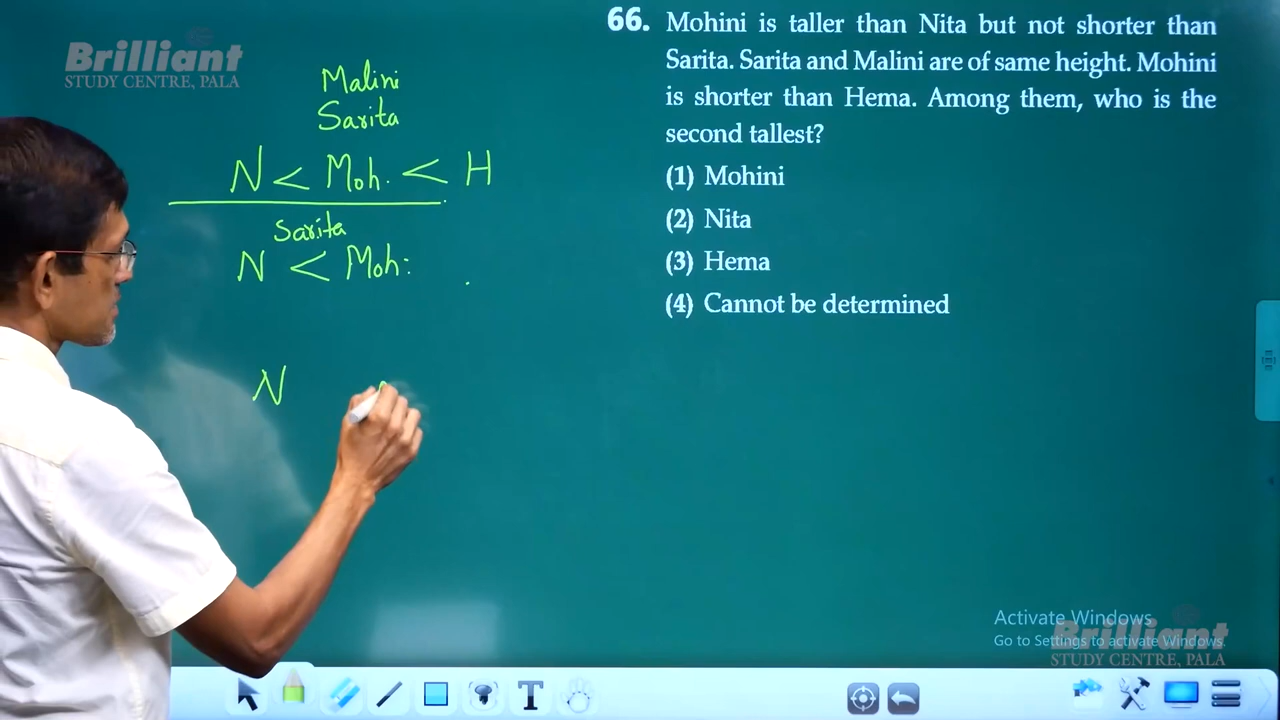 Brilliant
STUDY CENTRE, PALA
Malini
Sarita
N < Moh. < H
Sarita
N < Moh:
N
66. Mohini is taller than Nita but not shorter than
Sarita. Sarita and Malini are of same height. Mohini
is shorter than Hema. Among them, who is the
second tallest?
(1) Mohini
(2) Nita
(3) Hema
(4) Cannot be determined
Activate Windows
Go to Settings to activate Windows.
Brilliant
STUDY CENTRE, PALA
T